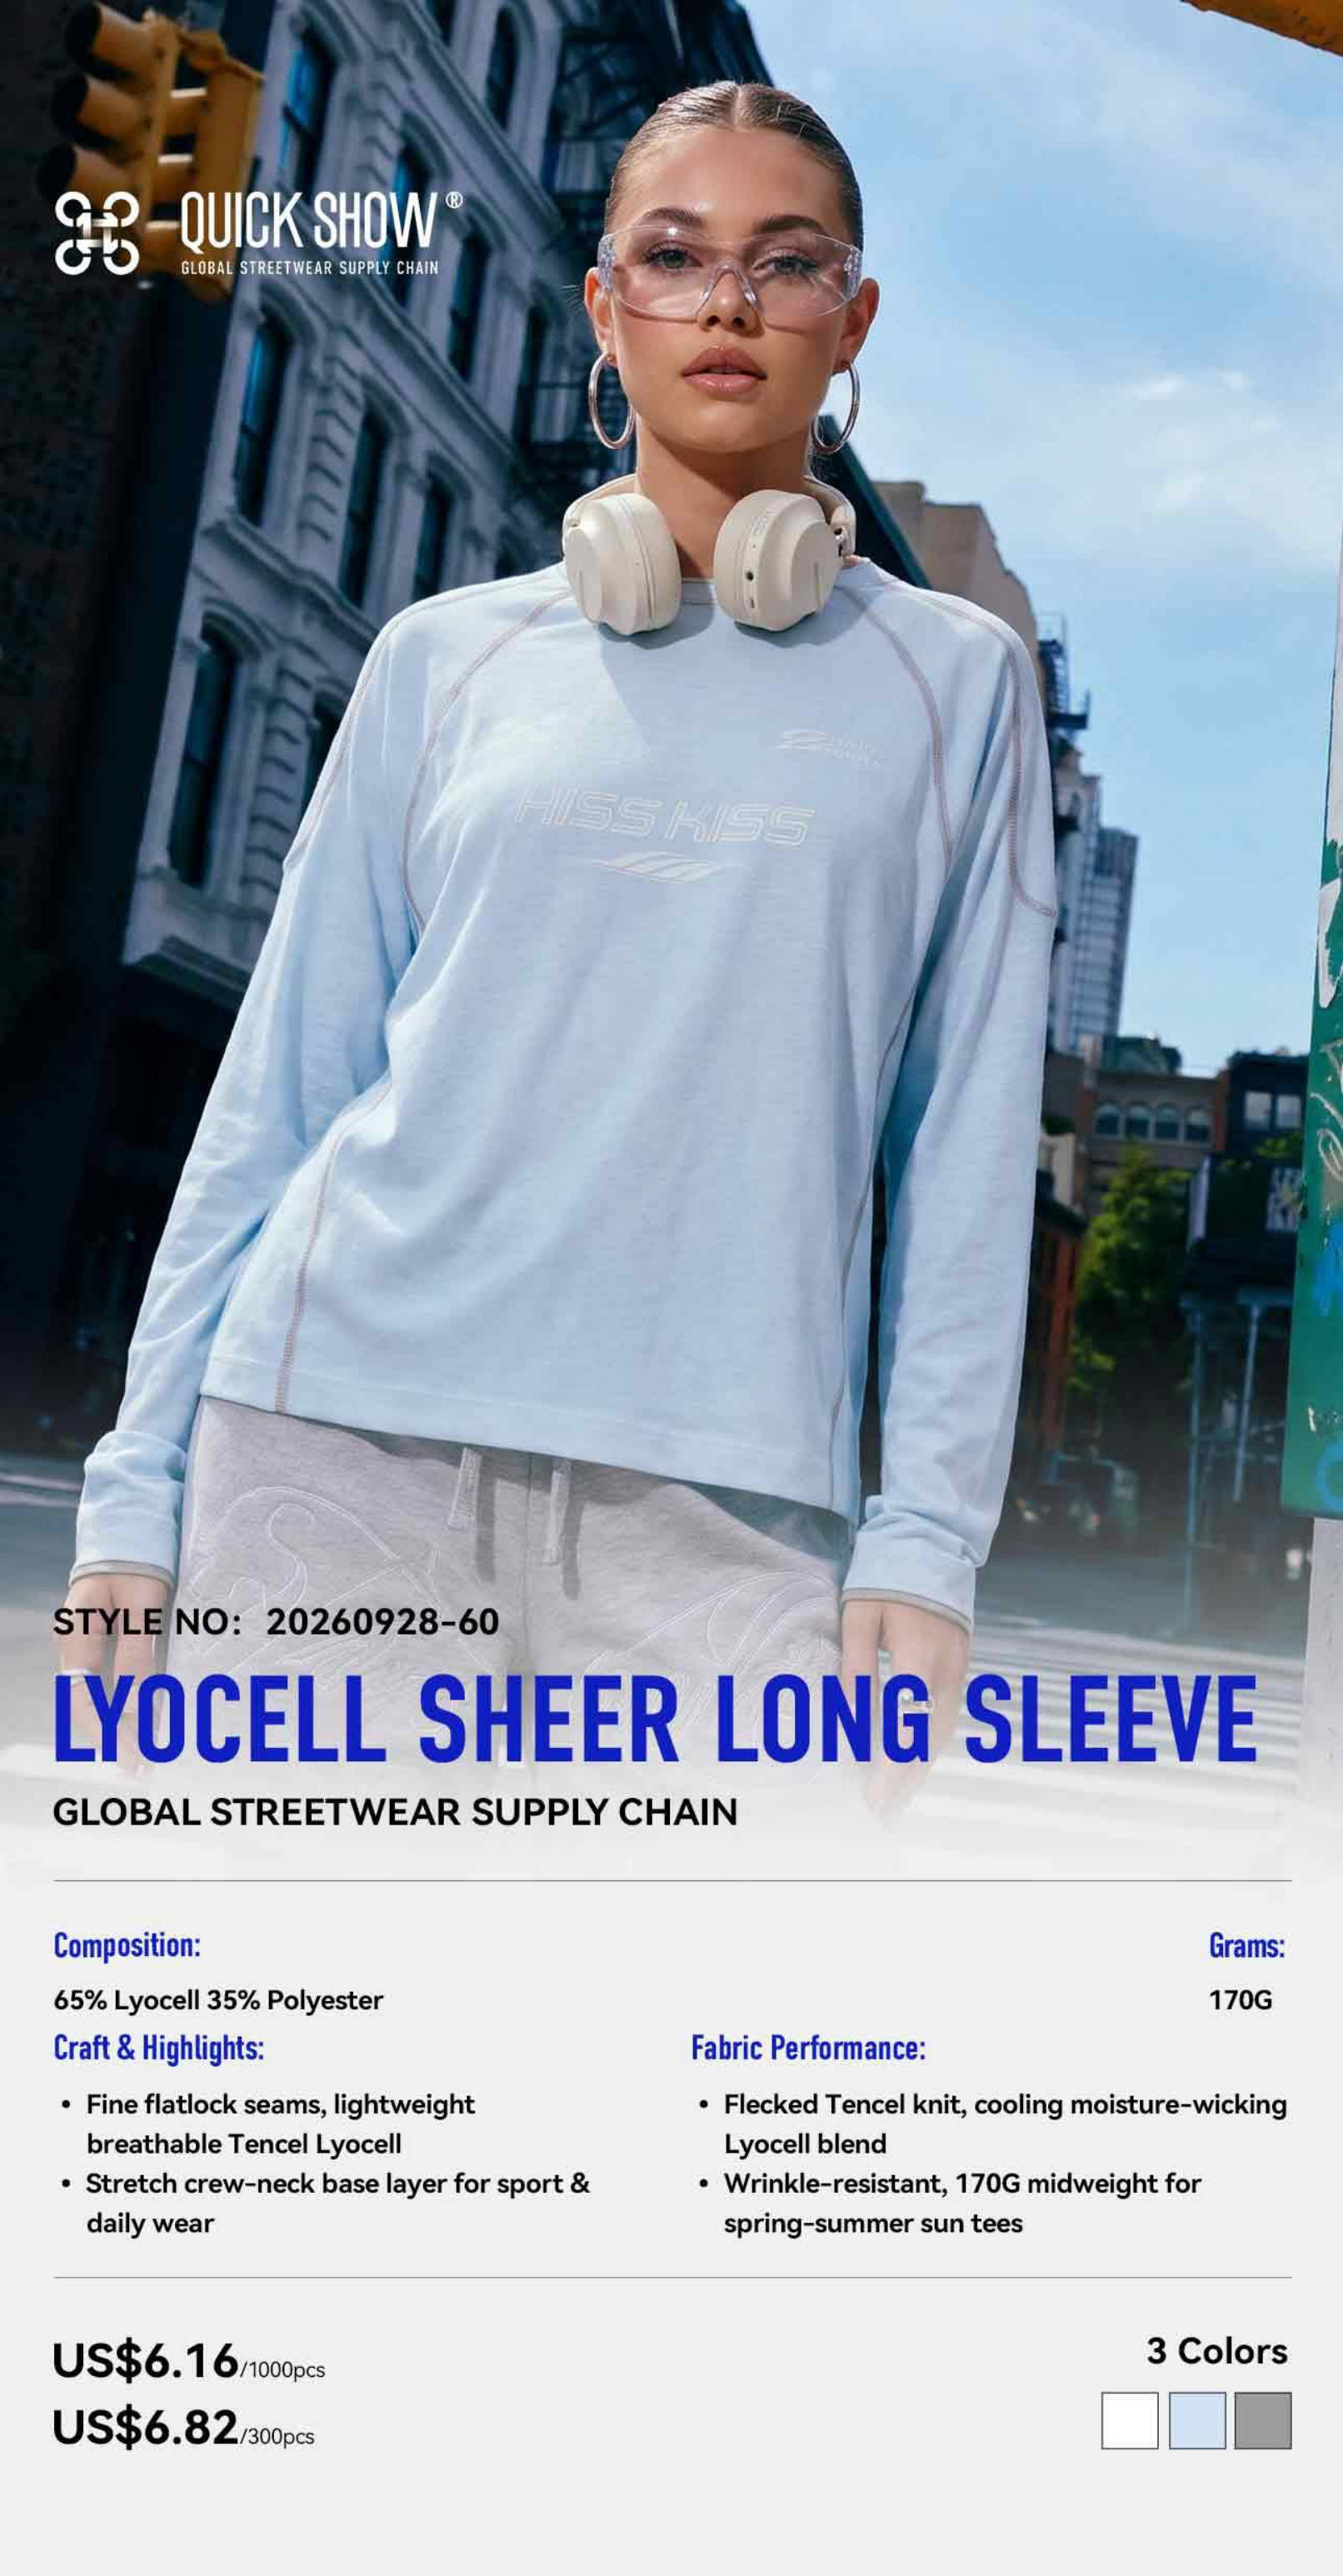 QUICK SHOW®
GLOBAL STREETWEAR SUPPLY CHAIN
HISS KISS
STYLE NO: 20260928-60
LYOCELL SHEER LONG SLEEVE
GLOBAL STREETWEAR SUPPLY CHAIN
Composition:
65% Lyocell 35% Polyester
Grams:
170G
Craft & Highlights:
• Fine flatlock seams, lightweight
breathable Tencel Lyocell
• Stretch crew-neck base layer for sport &
daily wear
Fabric Performance:
• Flecked Tencel knit, cooling moisture-wicking
Lyocell blend
• Wrinkle-resistant, 170G midweight for
spring-summer sun tees
US$6.16/1000pcs
US$6.82/300pcs
3 Colors